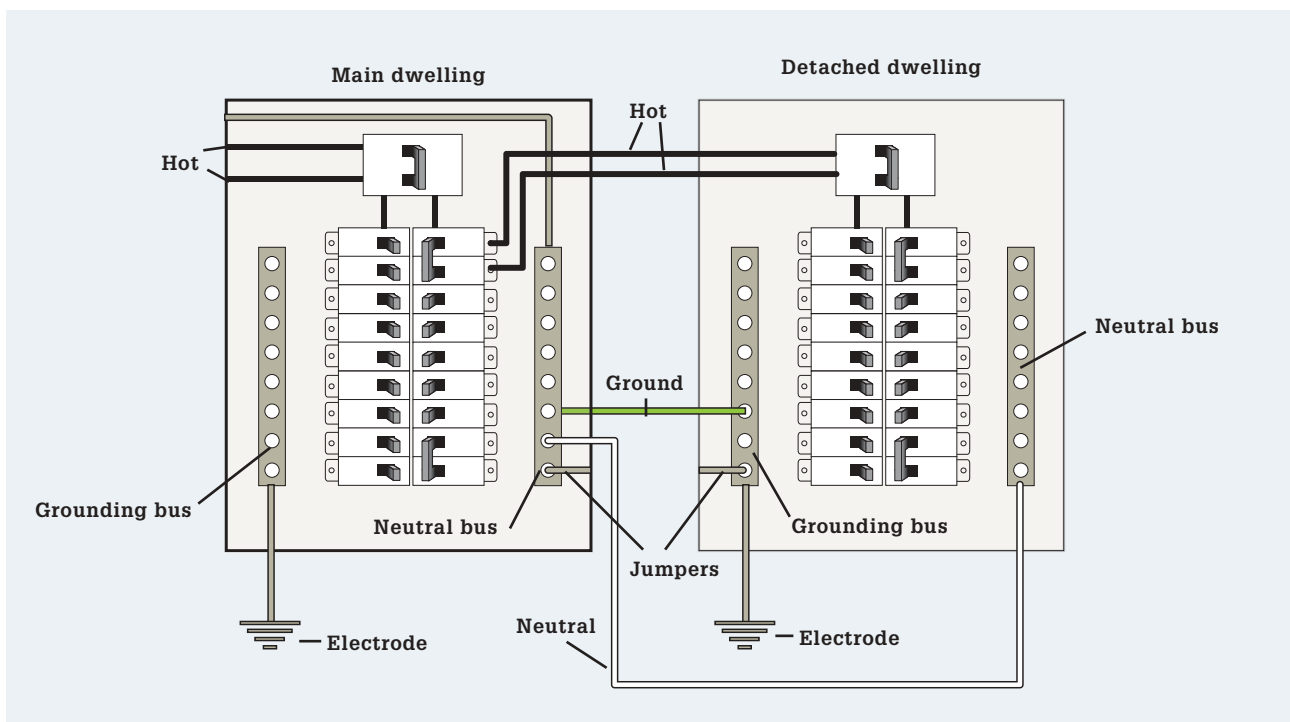 Main dwelling
Detached dwelling
Hot
Hot
Neutral bus
Ground
Grounding bus
Neutral bus
Grounding bus
Jumpers
Neutral
Electrode
Electrode